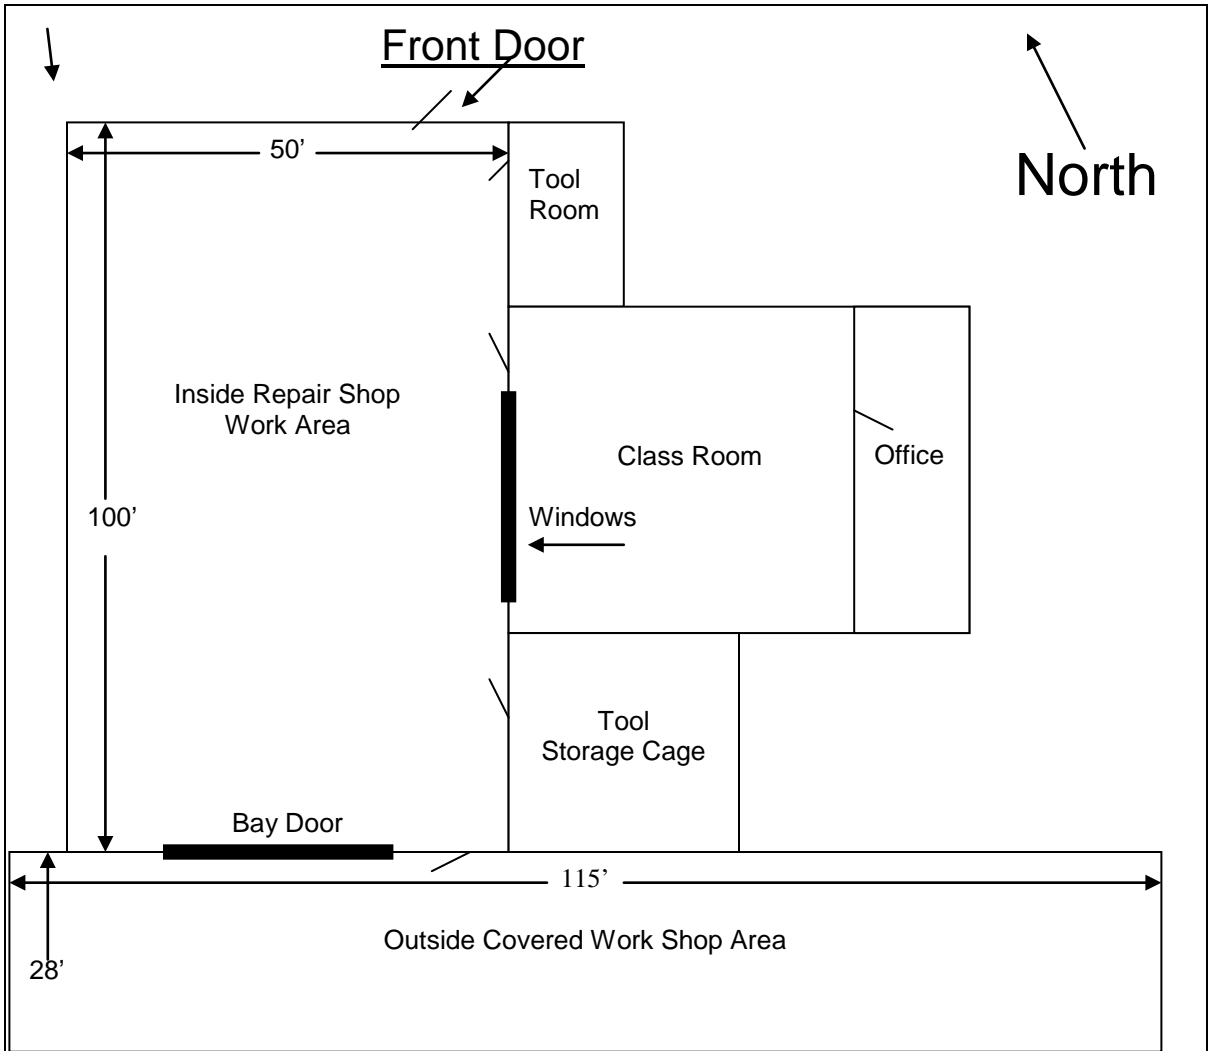 Front Door
North
50’
Tool
Room
Inside Repair Shop
Work Area
Class Room
Office
100’
Windows
Tool
Storage Cage
Bay Door
115’
Outside Covered Work Shop Area
28’